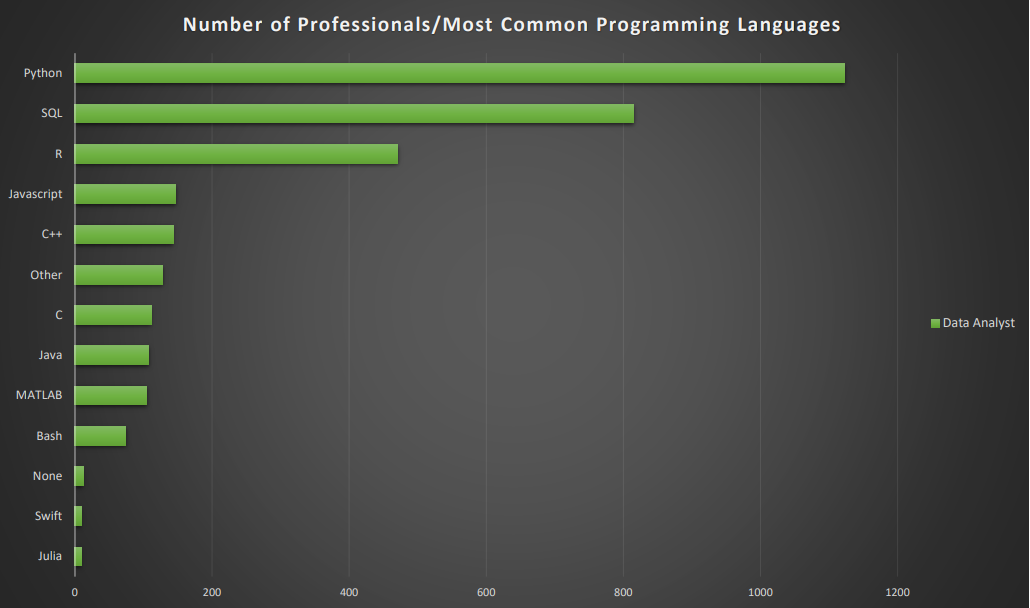 Number of Professionals/Most Common Programming Languages
Python
SQL
R
Javascript
C++
Other
C
Data Analyst
Java
MATLAB
Bash
None
Swift
Julia
0 200 400 600 800 1000 1200